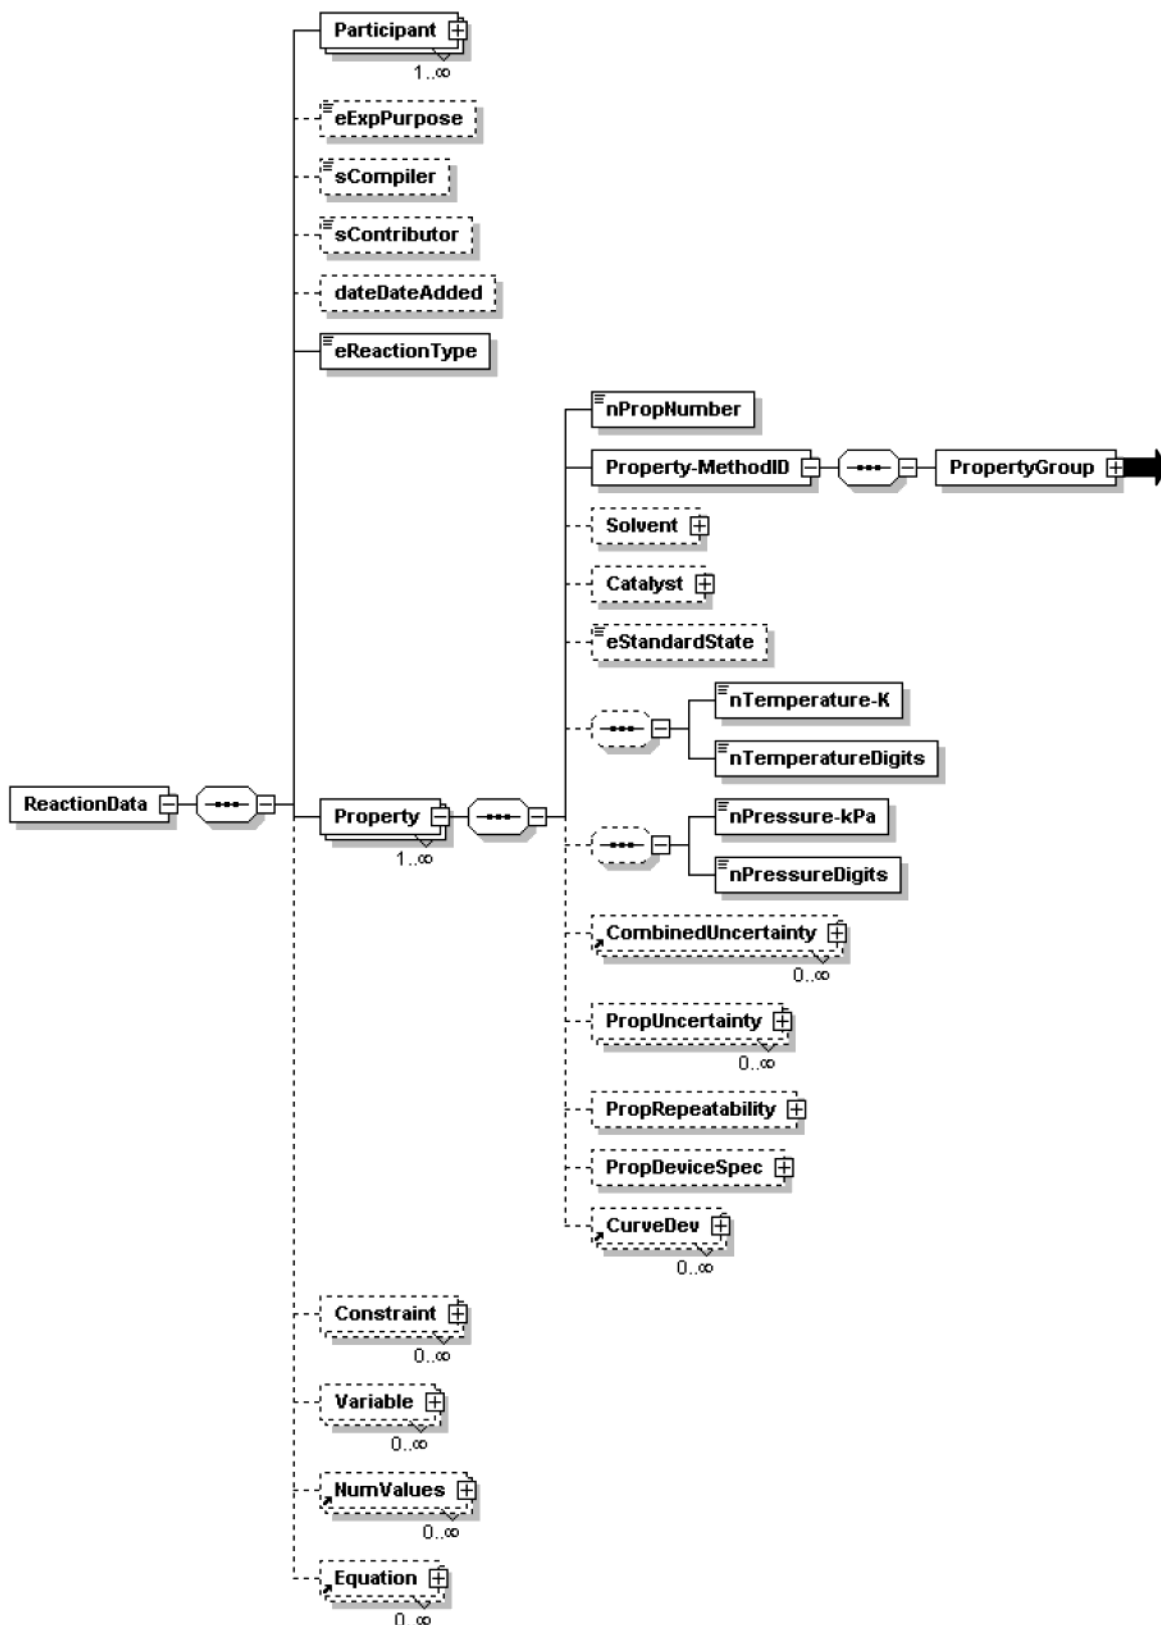 Participant
1..∞
eExpPurpose
sCompiler
sContributor
dateDateAdded
eReactionType
nPropNumber
Property-MethodID
PropertyGroup
Solvent
Catalyst
eStandardState
nTemperature-K
nTemperatureDigits
ReactionData
Property
1..∞
nPressure-kPa
nPressureDigits
CombinedUncertainty
0..∞
PropUncertainty
0..∞
PropRepeatability
PropDeviceSpec
CurveDev
0..∞
Constraint
0..∞
Variable
0..∞
NumValues
0..∞
Equation
0..∞